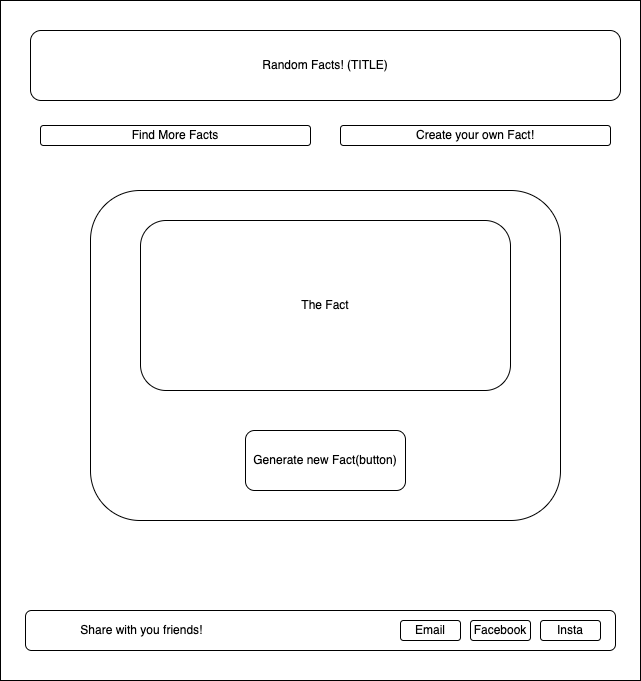 Random Facts! (TITLE)
Find More Facts
Create your own Fact!
The Fact
Generate new Fact(button)
Share with you friends!
Email
Facebook
Insta